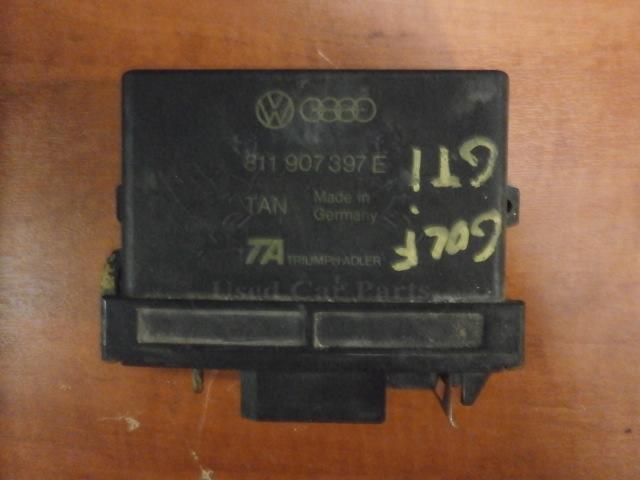 811 907 397 E
TAN
Made in
Germany
TA TRIUMPH-ADLER
Used Car Parts
GOLF
GTI